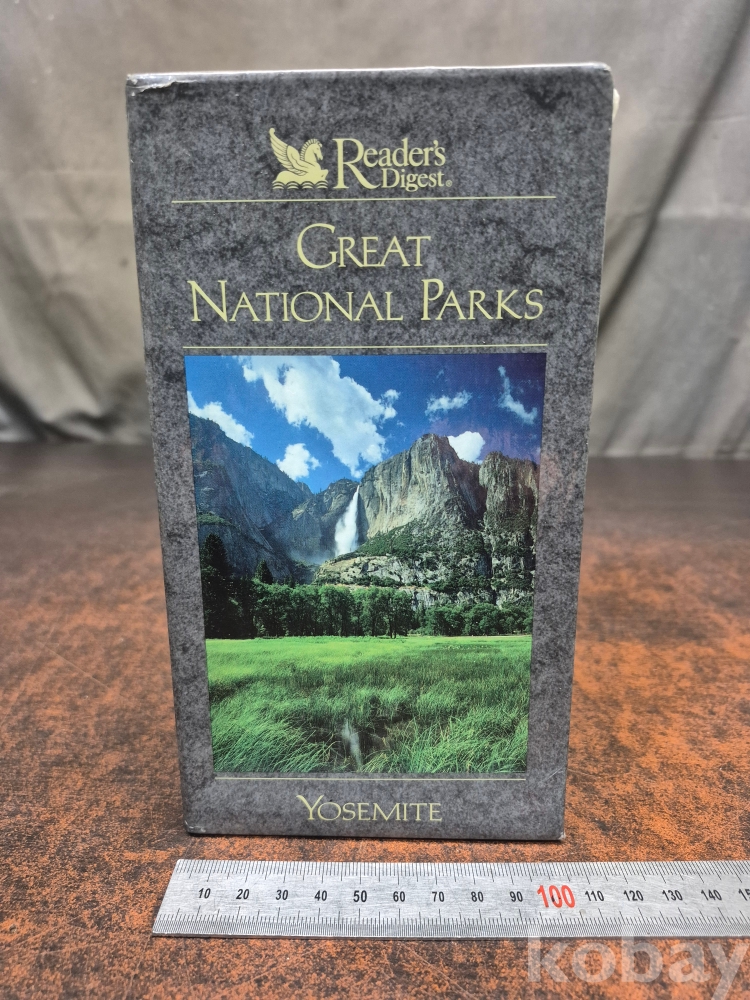 Reader's
Digest®
GREAT
NATIONAL PARKS
YOSEMITE
10 20 30 40 50 60 70 80 90 100 110 120 130 140 15
kobay